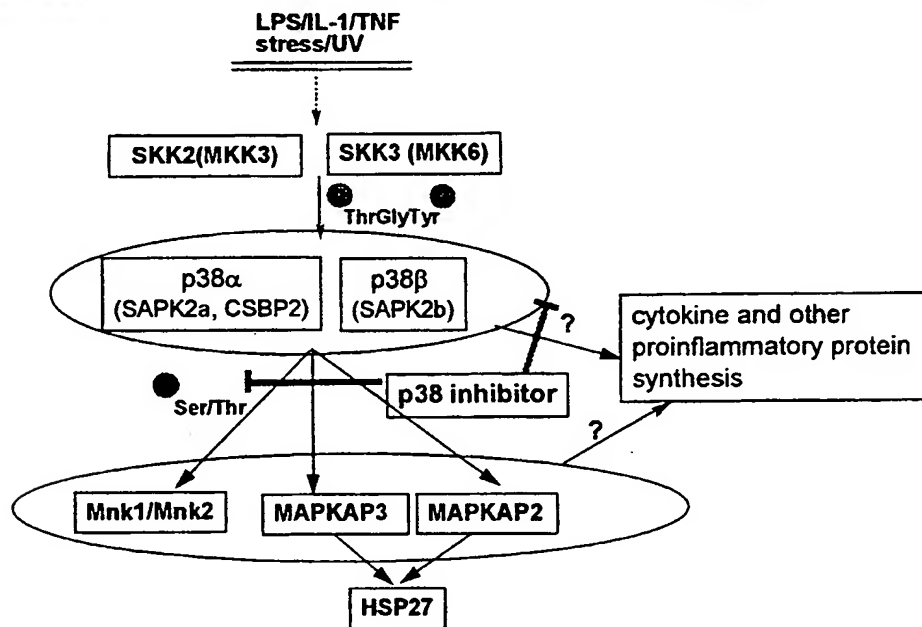 LPS/IL-1/TNF
stress/UV
SKK2(MKK3)
SKK3 (MKK6)
ThrGlyTyr
p38α
(SAPK2a, CSBP2)
p38β
(SAPK2b)
?
cytokine and other
proinflammatory protein
synthesis
p38 inhibitor
Ser/Thr
?
Mnk1/Mnk2
MAPKAP3
MAPKAP2
HSP27